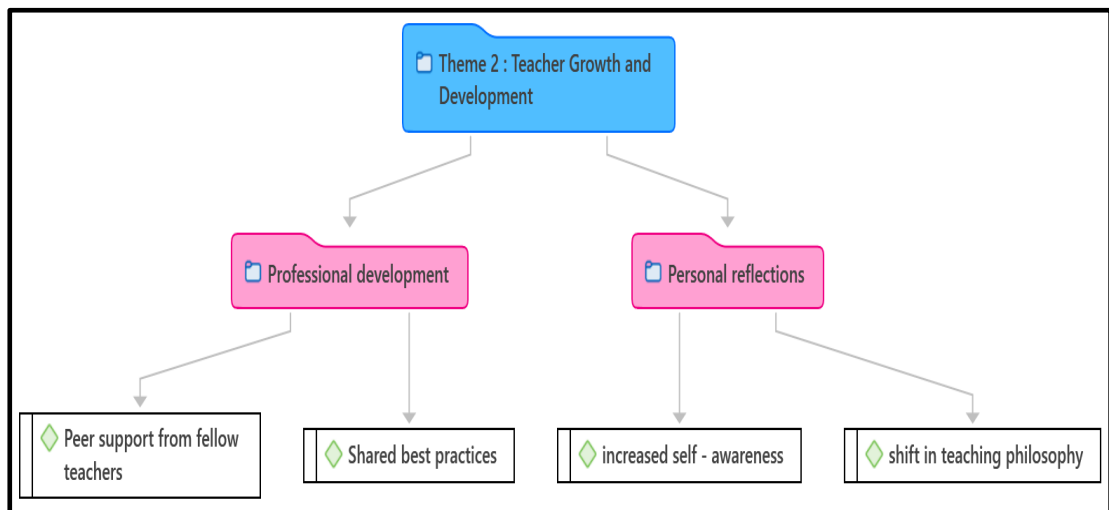 Theme 2 : Teacher Growth and
Development
Professional development
Personal reflections
Peer support from fellow
teachers
Shared best practices
increased self - awareness
shift in teaching philosophy